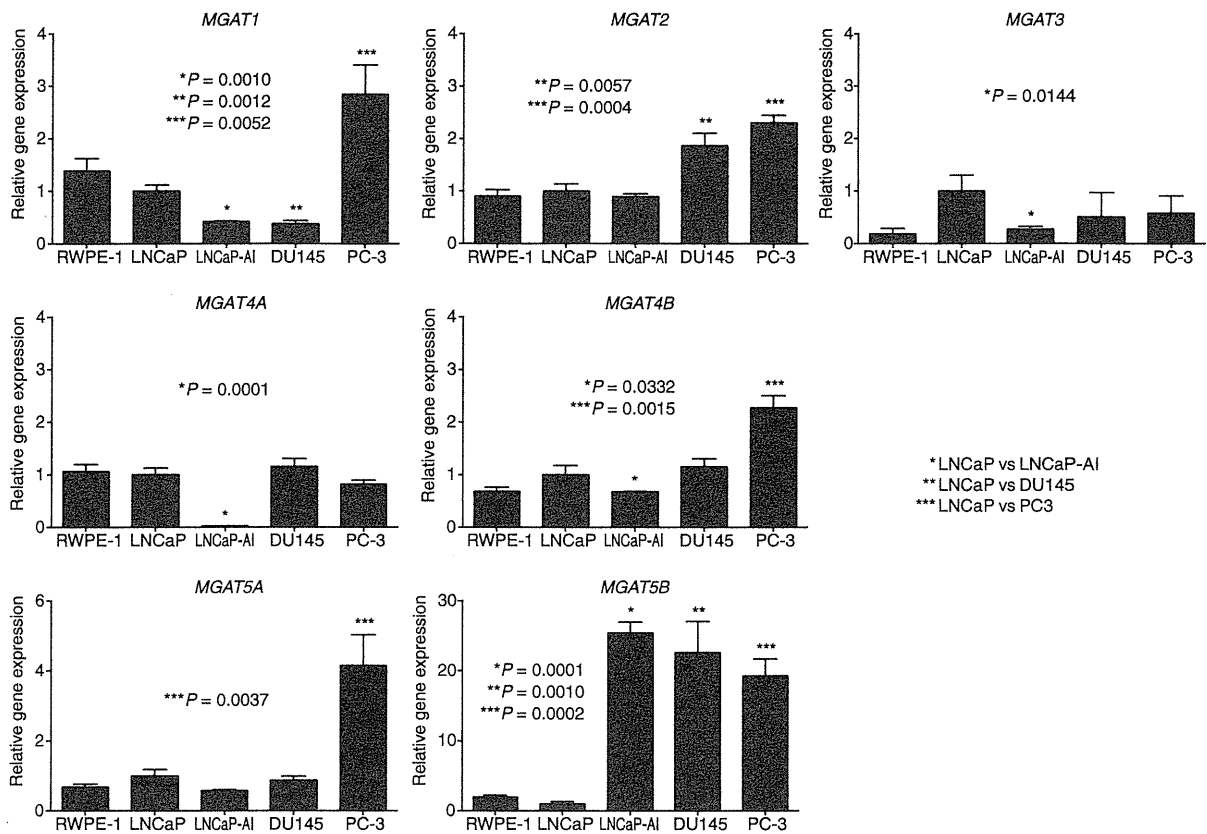 MGAT1
Relative gene expression
4
3
2
1
0
*P = 0.0010
**P = 0.0012
***P = 0.0052
*
**
***
RWPE-1 LNCaP LNCaP-AI DU145 PC-3
MGAT2
Relative gene expression
4
3
2
1
0
**P = 0.0057
***P = 0.0004
**
***
RWPE-1 LNCaP LNCaP-AI DU145 PC-3
MGAT3
Relative gene expression
4
3
2
1
0
*P = 0.0144
*
RWPE-1 LNCaP LNCaP-AI DU145 PC-3
MGAT4A
Relative gene expression
4
3
2
1
0
*P = 0.0001
*
RWPE-1 LNCaP LNCaP-AI DU145 PC-3
MGAT4B
Relative gene expression
4
3
2
1
0
*P = 0.0332
***P = 0.0015
*
***
RWPE-1 LNCaP LNCaP-AI DU145 PC-3
*LNCaP vs LNCaP-AI
**LNCaP vs DU145
***LNCaP vs PC3
MGAT5A
Relative gene expression
6
4
2
0
***P = 0.0037
***
RWPE-1 LNCaP LNCaP-AI DU145 PC-3
MGAT5B
Relative gene expression
30
20
10
0
*P = 0.0001
**P = 0.0010
***P = 0.0002
*
**
***
RWPE-1 LNCaP LNCaP-AI DU145 PC-3